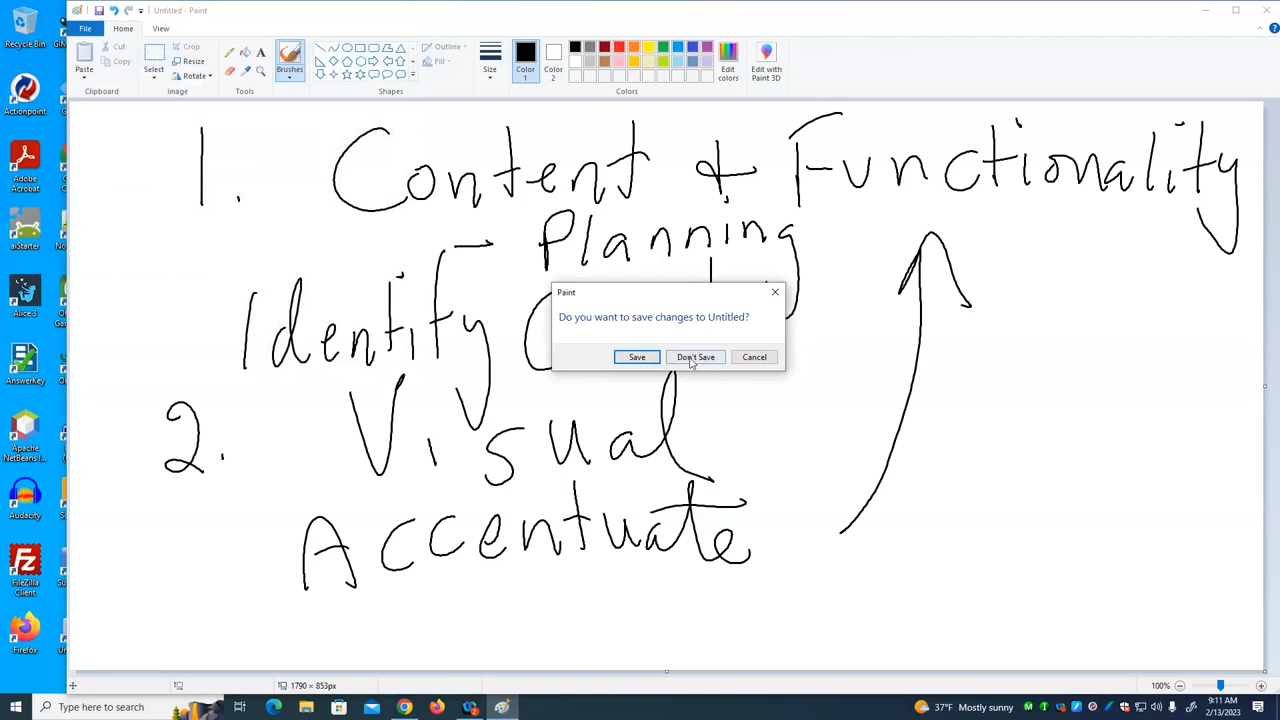 Untitled - Paint
File Home View
Cut
Copy
Paste
Clipboard
Select
Crop
Resize
Rotate
Image
Tools
Brushes
Shapes
Outline
Fill
Size
Color 1
Color 2
Edit colors
Edit with Paint 3D
Colors
Recycle Bin
Actionpoint
Adobe Acrobat
aiStarter
Alice 3
AnswerKey
Apache NetBeans I...
Audacity
FileZilla Client
Firefox
1. Content & Functionality
- Planning
Identify
2. Visual
Accentuate
Paint
Do you want to save changes to Untitled?
Save Don't Save Cancel
1790 × 853px
100%
Type here to search
37°F Mostly sunny
9:11 AM
2/13/2023